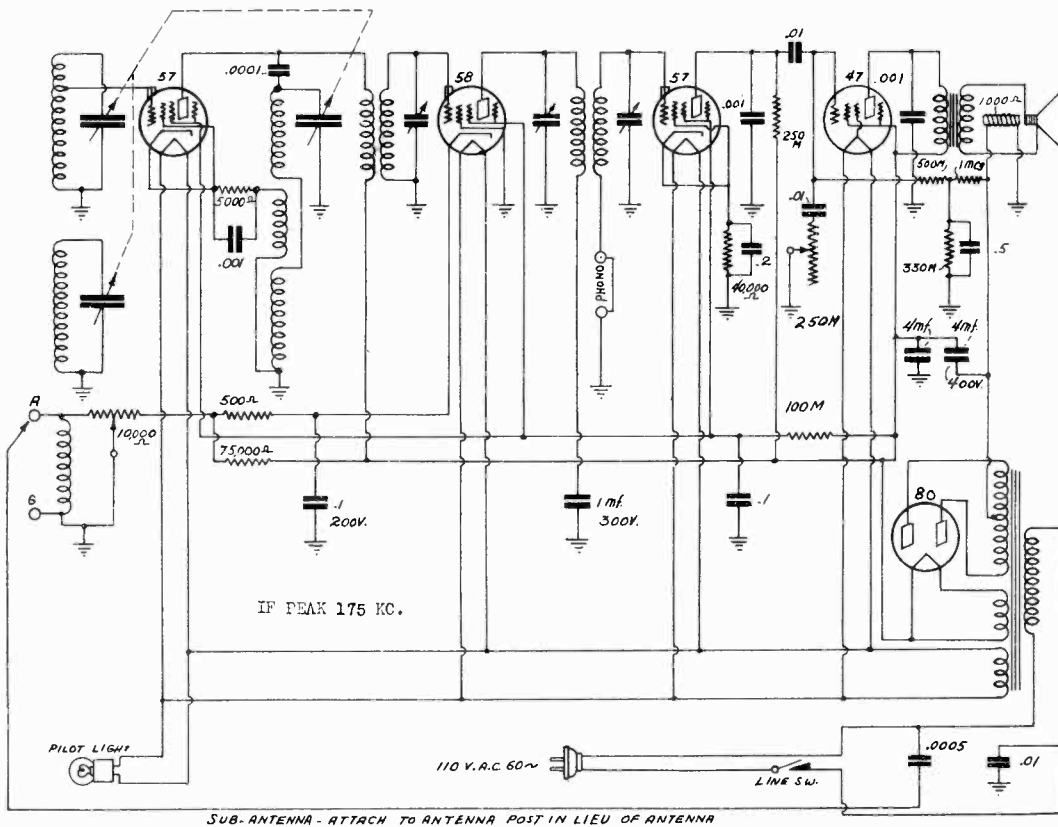 57
.0001
58
57
.01
47
.001
.001
250
M
1000Ω
500M
1meg
5000Ω
.001
PHONO
.2
40,000
Ω
.01
250M
330M
.5
4mf.
4mf.
400V.
A
10,000
Ω
500Ω
75,000Ω
100M
G
.1
200V.
1mf.
300V.
.1
80
IF PEAK 175 KC.
PILOT LIGHT
110 V.A.C. 60~
LINE SW.
.0005
.01
SUB-ANTENNA - ATTACH TO ANTENNA POST IN LIEU OF ANTENNA